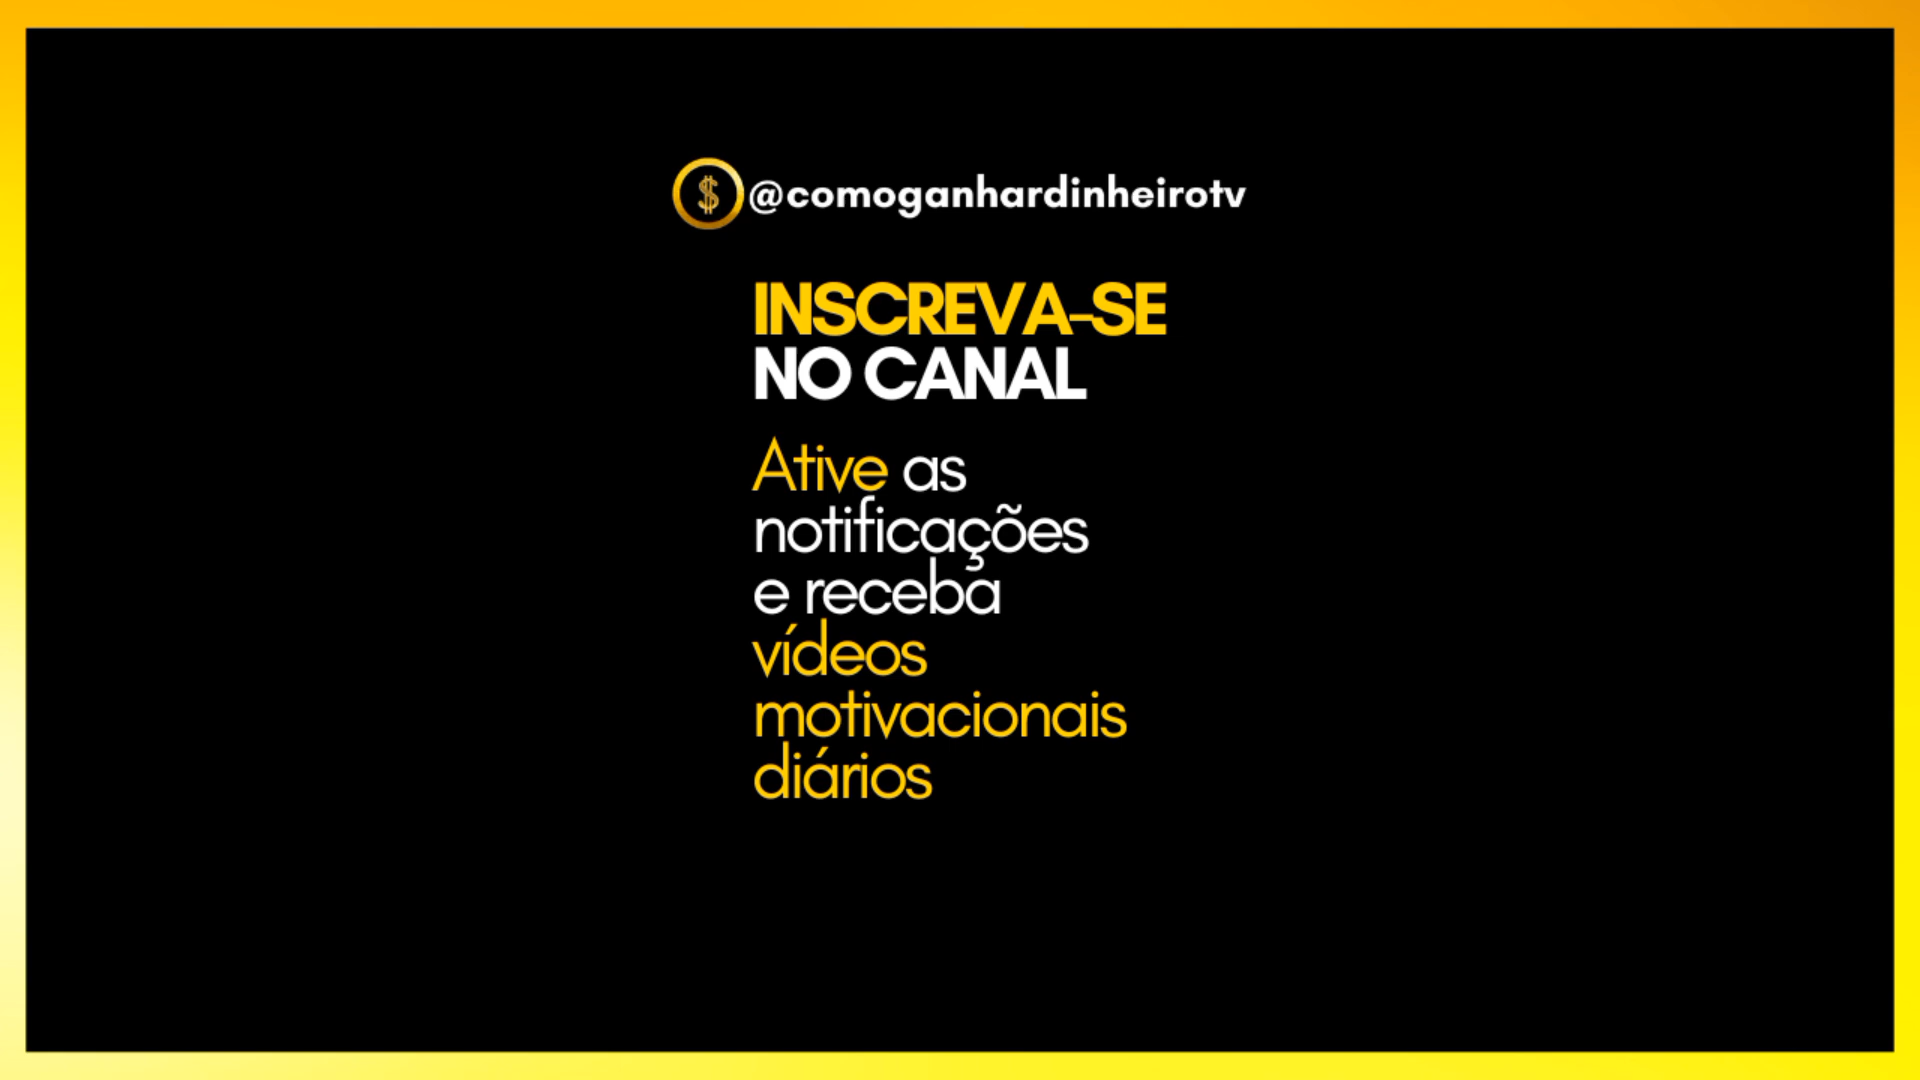 @comoganhardinheirotv
INSCREVA-SE
NO CANAL
Ative as
notificações
e receba
vídeos
motivacionais
diários